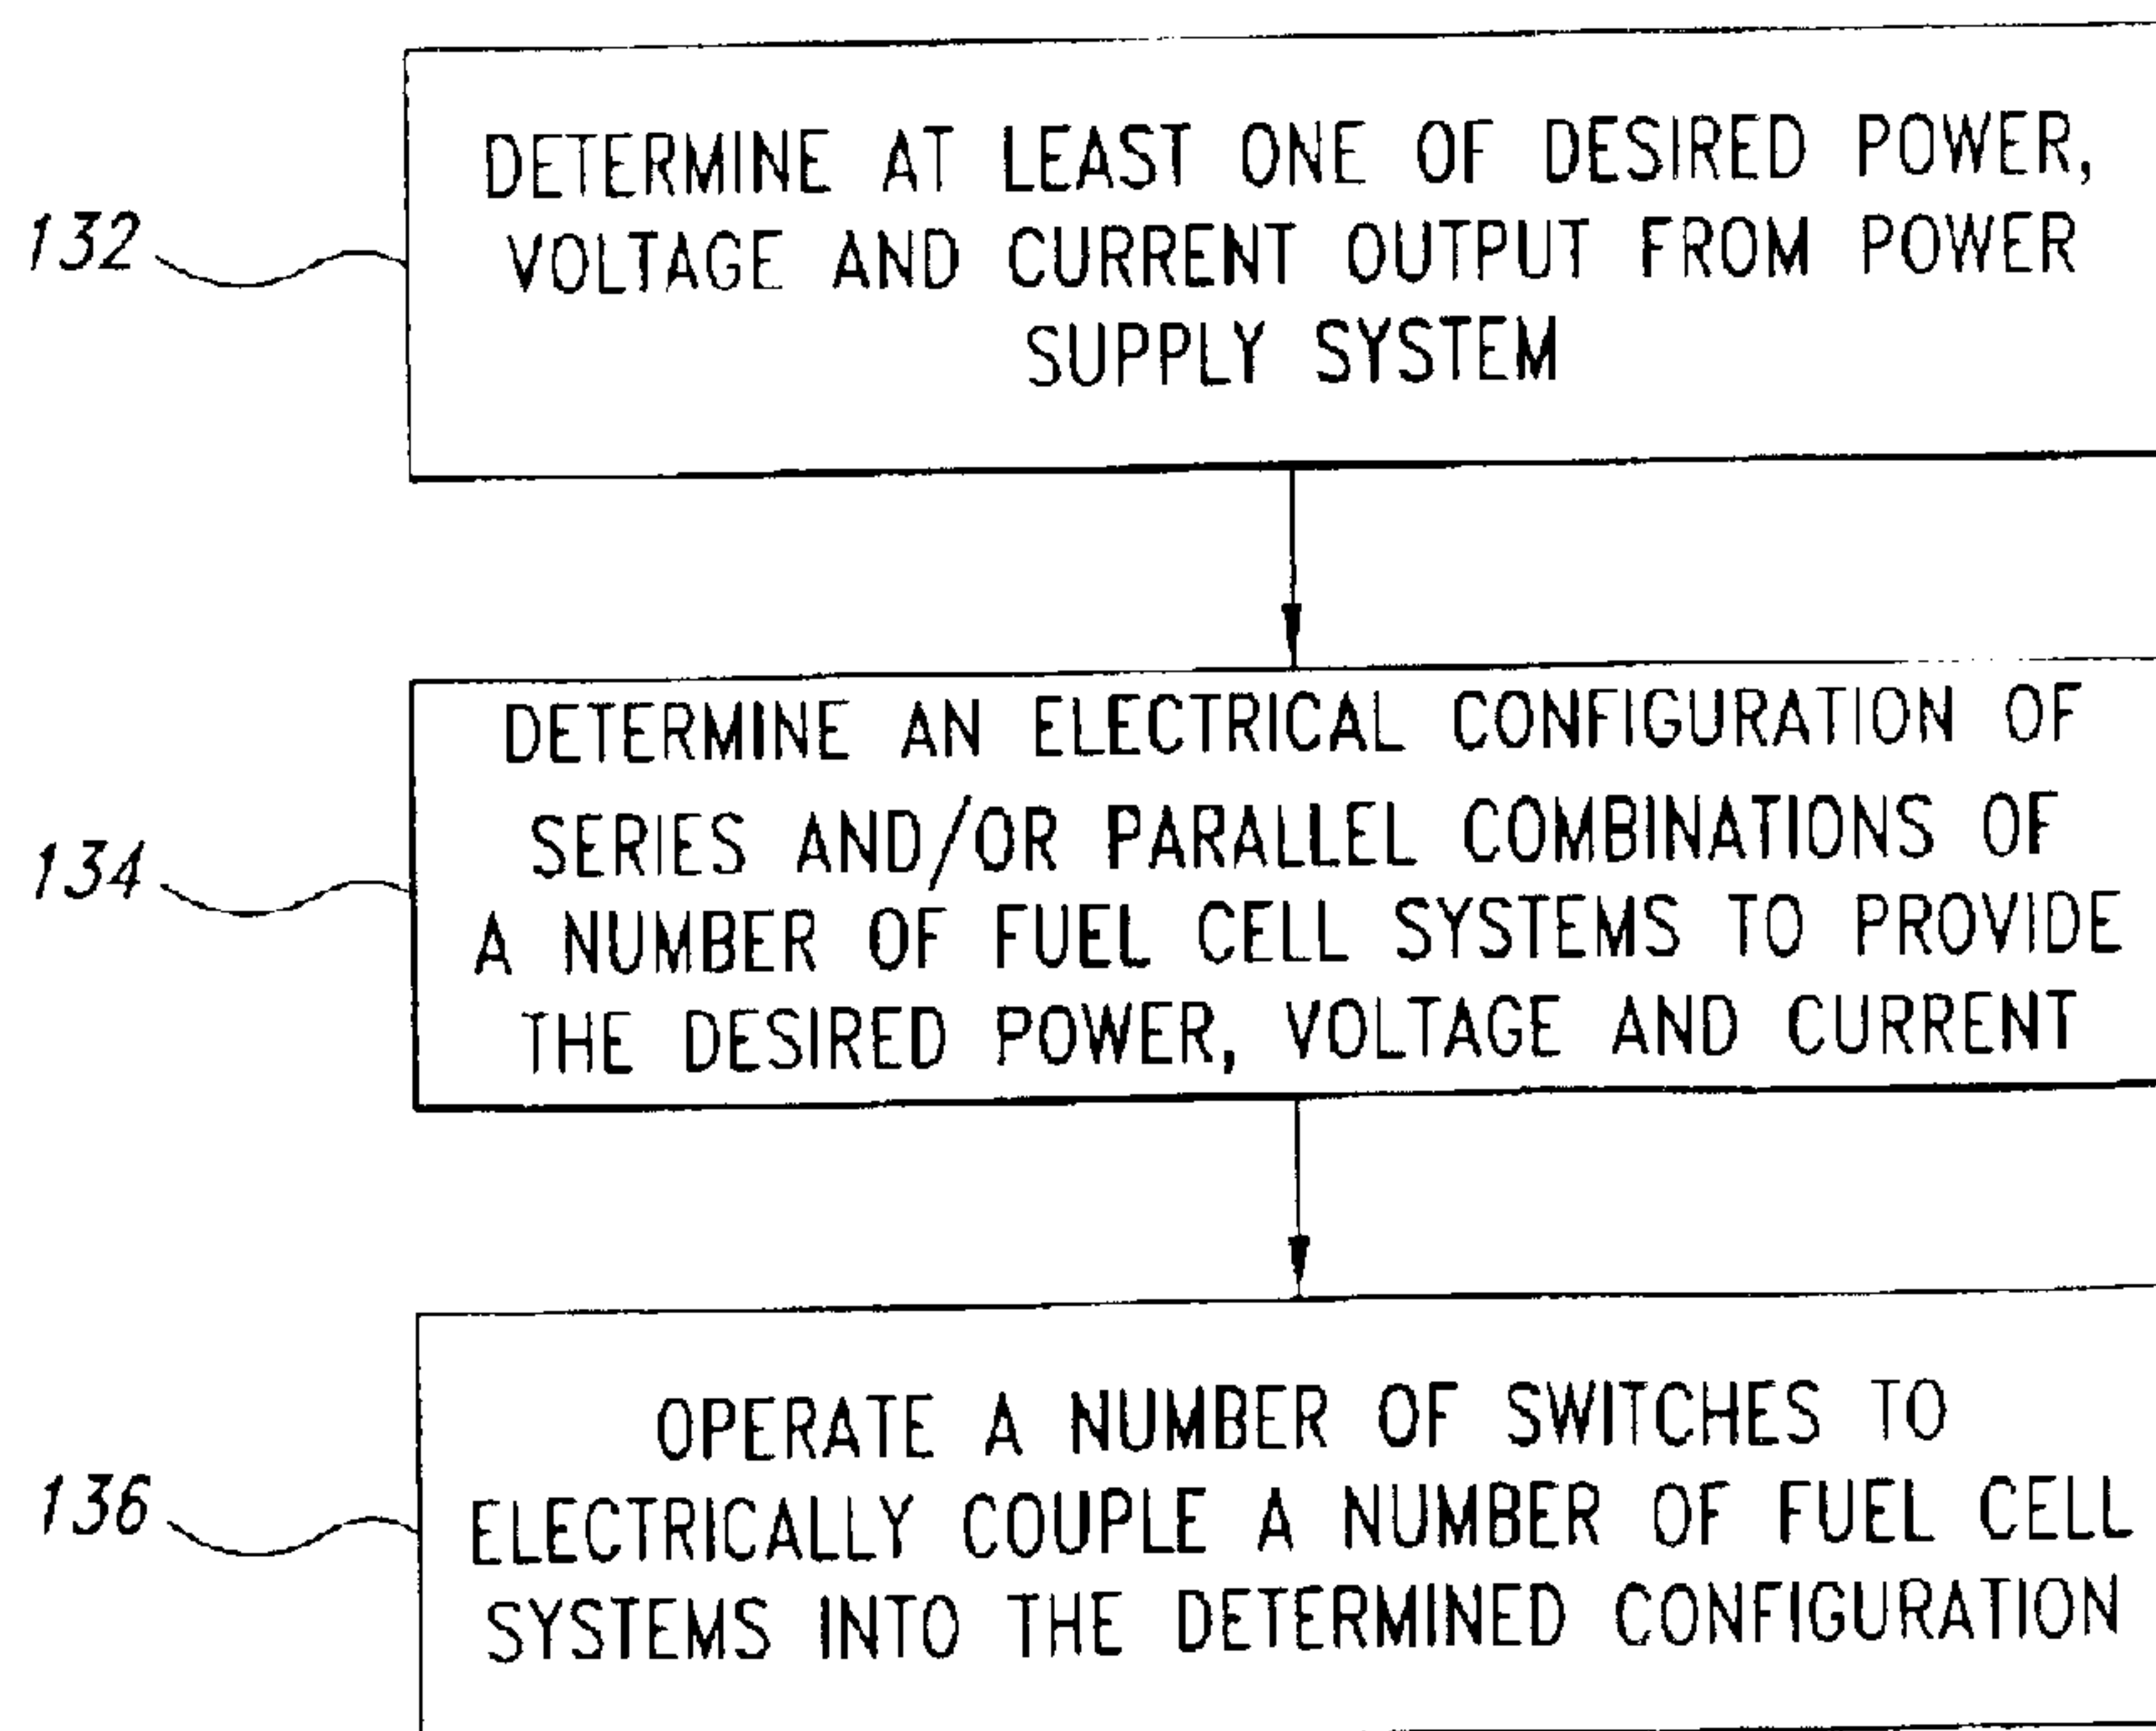 132
DETERMINE AT LEAST ONE OF DESIRED POWER,
VOLTAGE AND CURRENT OUTPUT FROM POWER
SUPPLY SYSTEM
134
DETERMINE AN ELECTRICAL CONFIGURATION OF
SERIES AND/OR PARALLEL COMBINATIONS OF
A NUMBER OF FUEL CELL SYSTEMS TO PROVIDE
THE DESIRED POWER, VOLTAGE AND CURRENT
136
OPERATE A NUMBER OF SWITCHES TO
ELECTRICALLY COUPLE A NUMBER OF FUEL CELL
SYSTEMS INTO THE DETERMINED CONFIGURATION